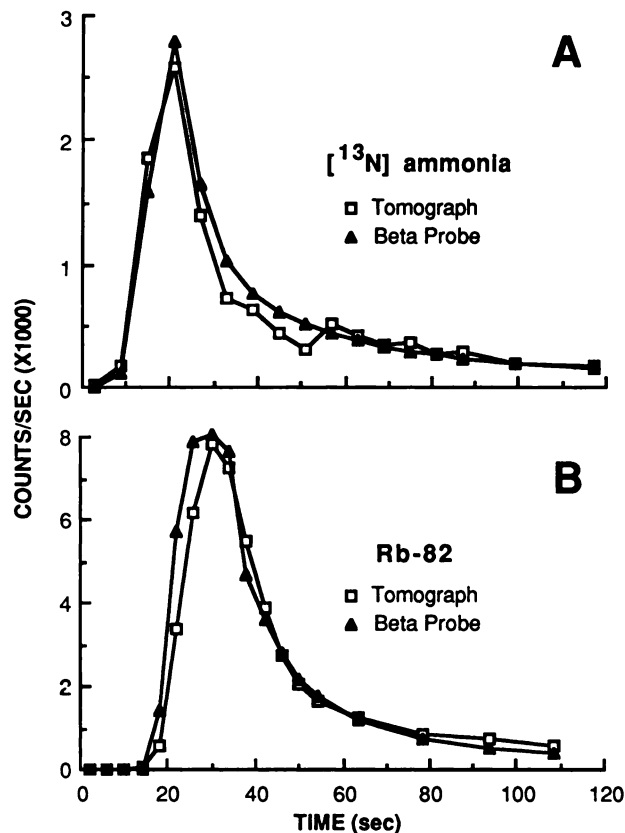 3
A
[¹³N] ammonia
Tomograph
Beta Probe
2
1
0
COUNTS/SEC (X1000)
8
B
Rb-82
Tomograph
Beta Probe
6
4
2
0
0 20 40 60 80 100 120
TIME (sec)